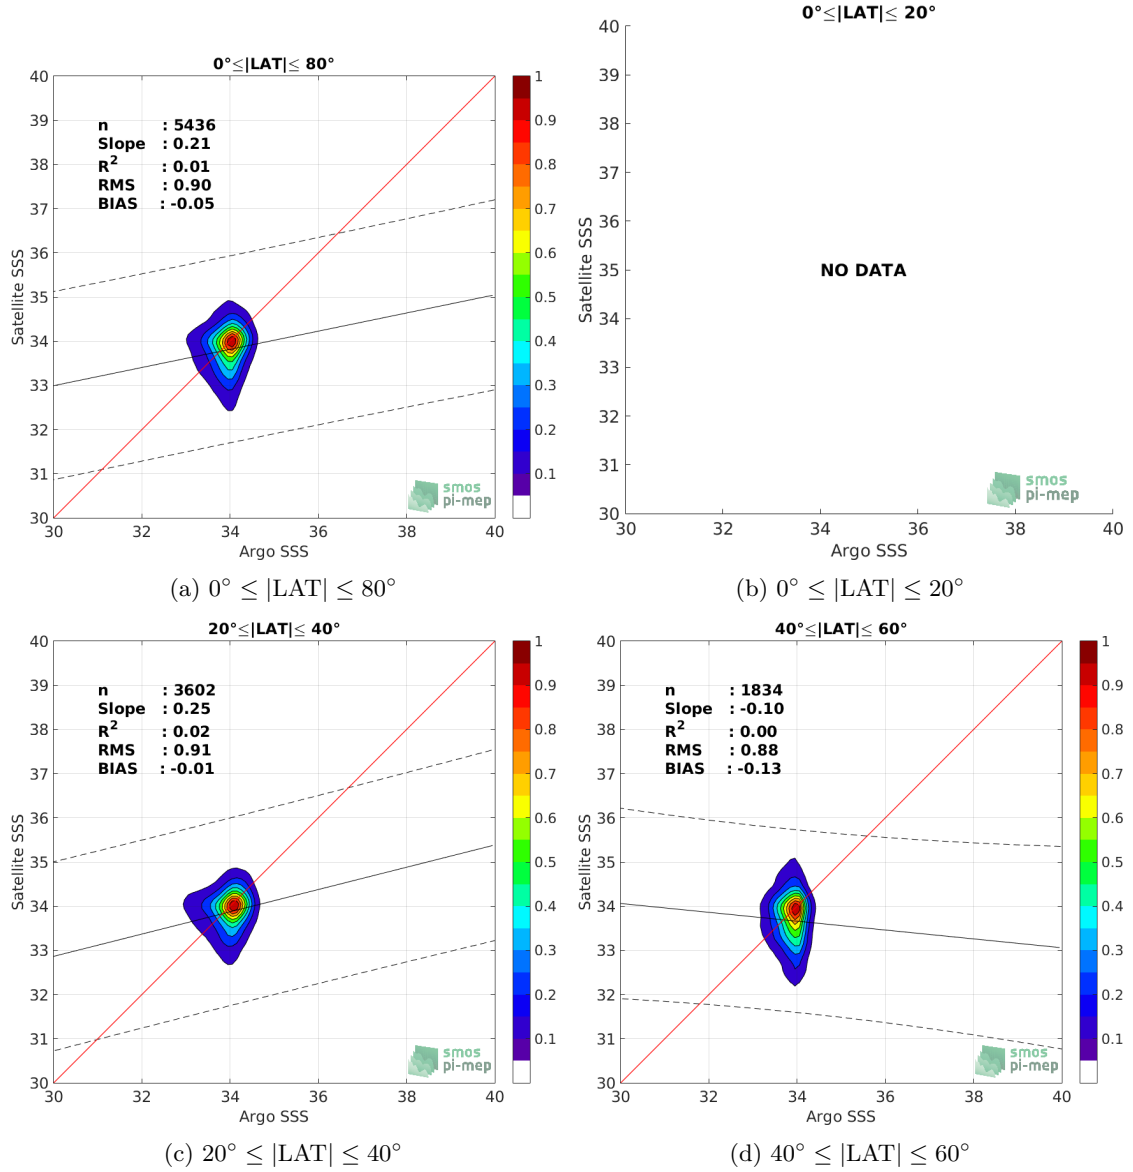 0°≤|LAT|≤ 80°
40
39
38
37
36
35
34
33
32
31
30
30 32 34 36 38 40
Satellite SSS
Argo SSS
n : 5436
Slope : 0.21
R² : 0.01
RMS : 0.90
BIAS : -0.05
1
0.9
0.8
0.7
0.6
0.5
0.4
0.3
0.2
0.1
smos
pi-mep
(a) 0° ≤ |LAT| ≤ 80°
0°≤|LAT|≤ 20°
40
39
38
37
36
35
34
33
32
31
30
30 32 34 36 38 40
Satellite SSS
Argo SSS
NO DATA
smos
pi-mep
(b) 0° ≤ |LAT| ≤ 20°
20°≤|LAT|≤ 40°
40
39
38
37
36
35
34
33
32
31
30
30 32 34 36 38 40
Satellite SSS
Argo SSS
n : 3602
Slope : 0.25
R² : 0.02
RMS : 0.91
BIAS : -0.01
1
0.9
0.8
0.7
0.6
0.5
0.4
0.3
0.2
0.1
smos
pi-mep
(c) 20° ≤ |LAT| ≤ 40°
40°≤|LAT|≤ 60°
40
39
38
37
36
35
34
33
32
31
30
30 32 34 36 38 40
Satellite SSS
Argo SSS
n : 1834
Slope : -0.10
R² : 0.00
RMS : 0.88
BIAS : -0.13
1
0.9
0.8
0.7
0.6
0.5
0.4
0.3
0.2
0.1
smos
pi-mep
(d) 40° ≤ |LAT| ≤ 60°